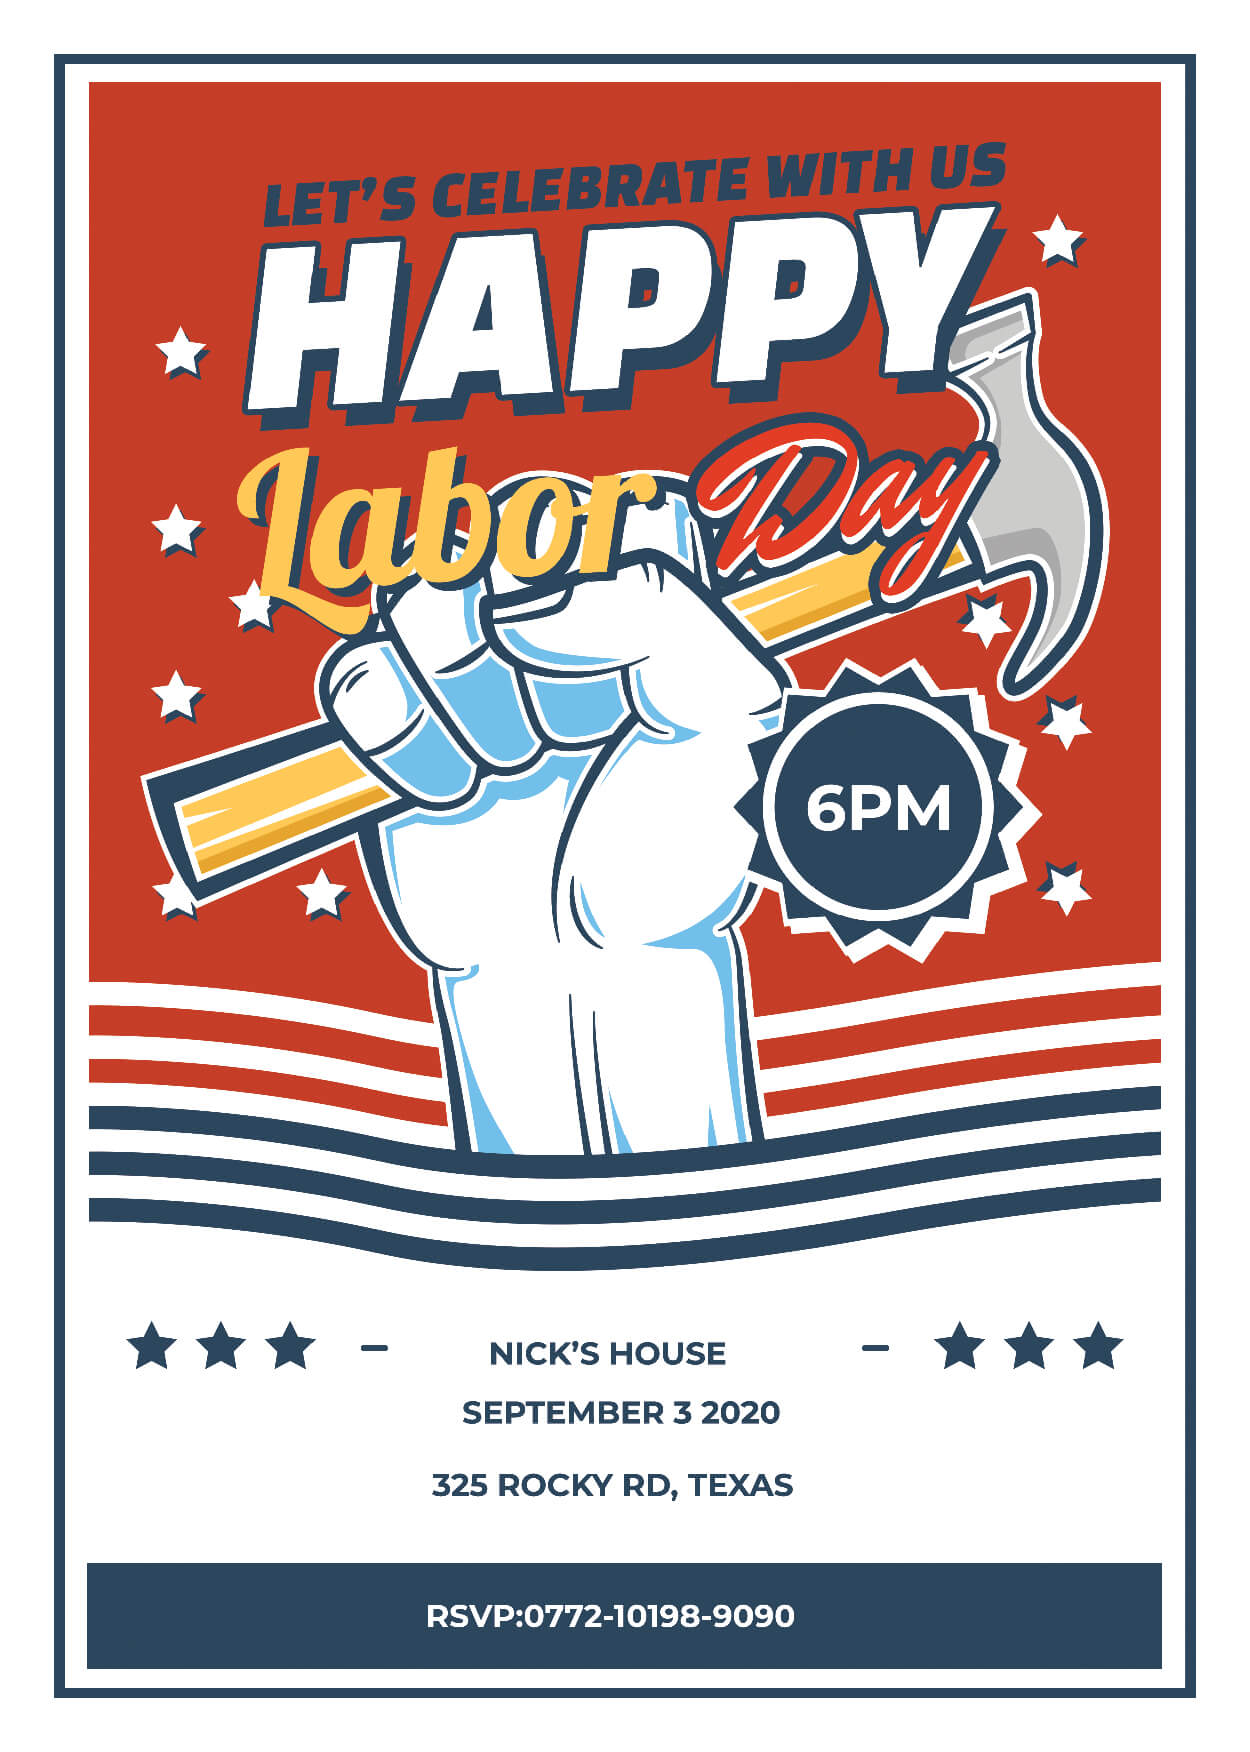 LET'S CELEBRATE WITH US
HAPPY
Labor Day
6PM
NICK'S HOUSE
SEPTEMBER 3 2020
325 ROCKY RD, TEXAS
RSVP:0772-10198-9090